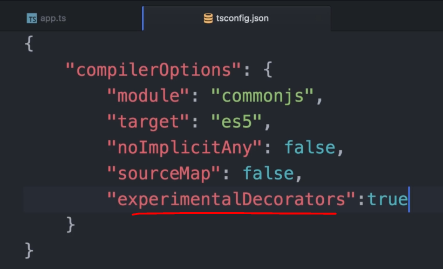 app.ts
tsconfig.json
{
"compilerOptions": {
"module": "commonjs",
"target": "es5",
"noImplicitAny": false,
"sourceMap": false,
"experimentalDecorators":true
}
}